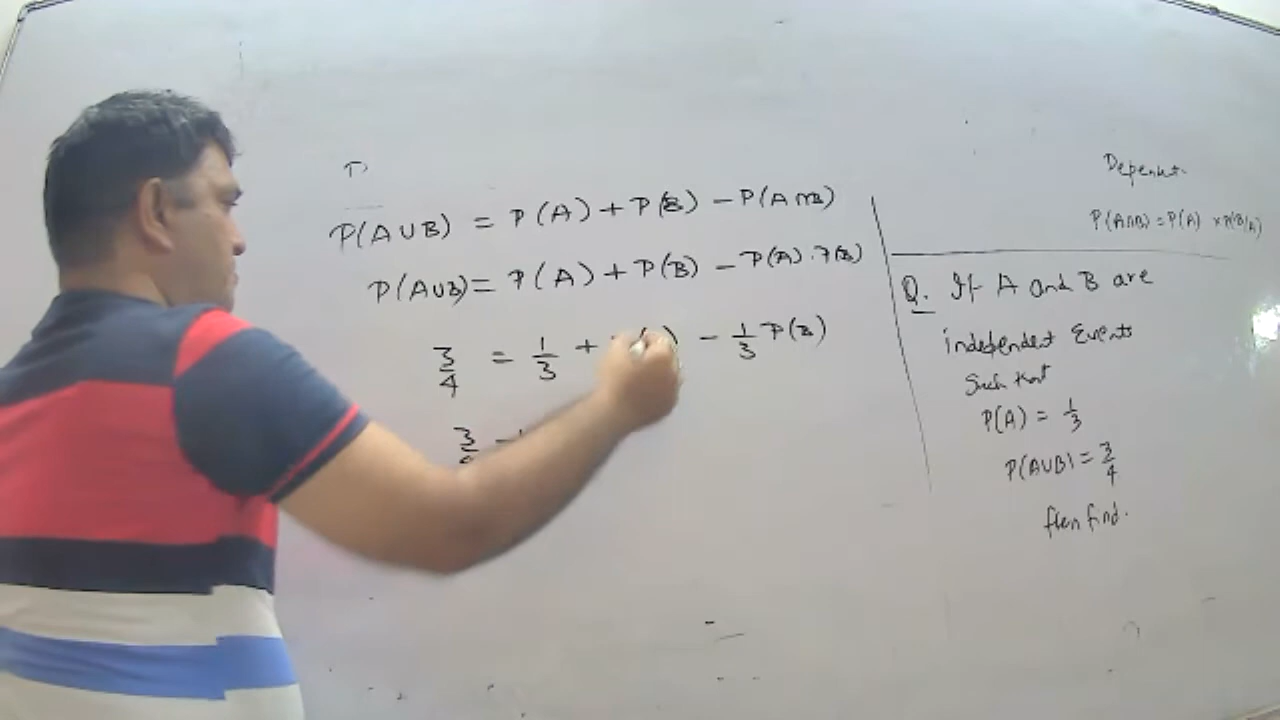 P(A∪B) = P(A) + P(B) − P(A∩B)
P(A∪B) = P(A) + P(B) − P(A).P(B)
3/4 = 1/3 + − 1/3 P(B)
3
Dependent.
P(A∩B) = P(A) × P(B/A)
Q. If A and B are
independent Events
Such that
P(A) = 1/3
P(A∪B) = 3/4
then find.